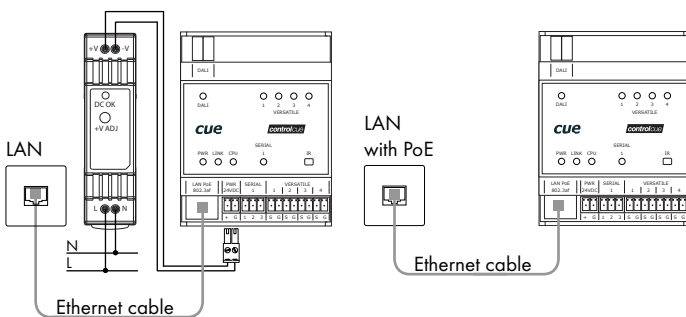 +V -V
DC OK
+V ADJ
L N
LAN
N
L
Ethernet cable
DALI
DALI
1 2 3 4
VERSATILE
cue
controlcue
SERIAL
PWR LINK CPU 1 IR
LAN PoE PWR SERIAL VERSATILE
802.3af 24VDC 1 1 2 3 4
+ G 1 2 3 S G S G S G S G
LAN
with PoE
Ethernet cable
DALI
DALI
1 2 3 4
VERSATILE
cue
controlcue
SERIAL
PWR LINK CPU 1 IR
LAN PoE PWR SERIAL VERSATILE
802.3af 24VDC 1 1 2 3 4
+ G 1 2 3 S G S G S G S G